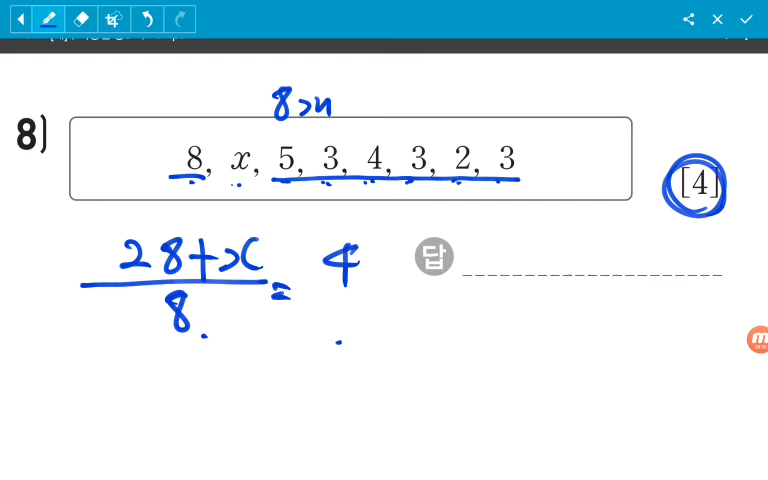 8>x
8)
8, x, 5, 3, 4, 3, 2, 3
[4]
28+x
= 4
8
답